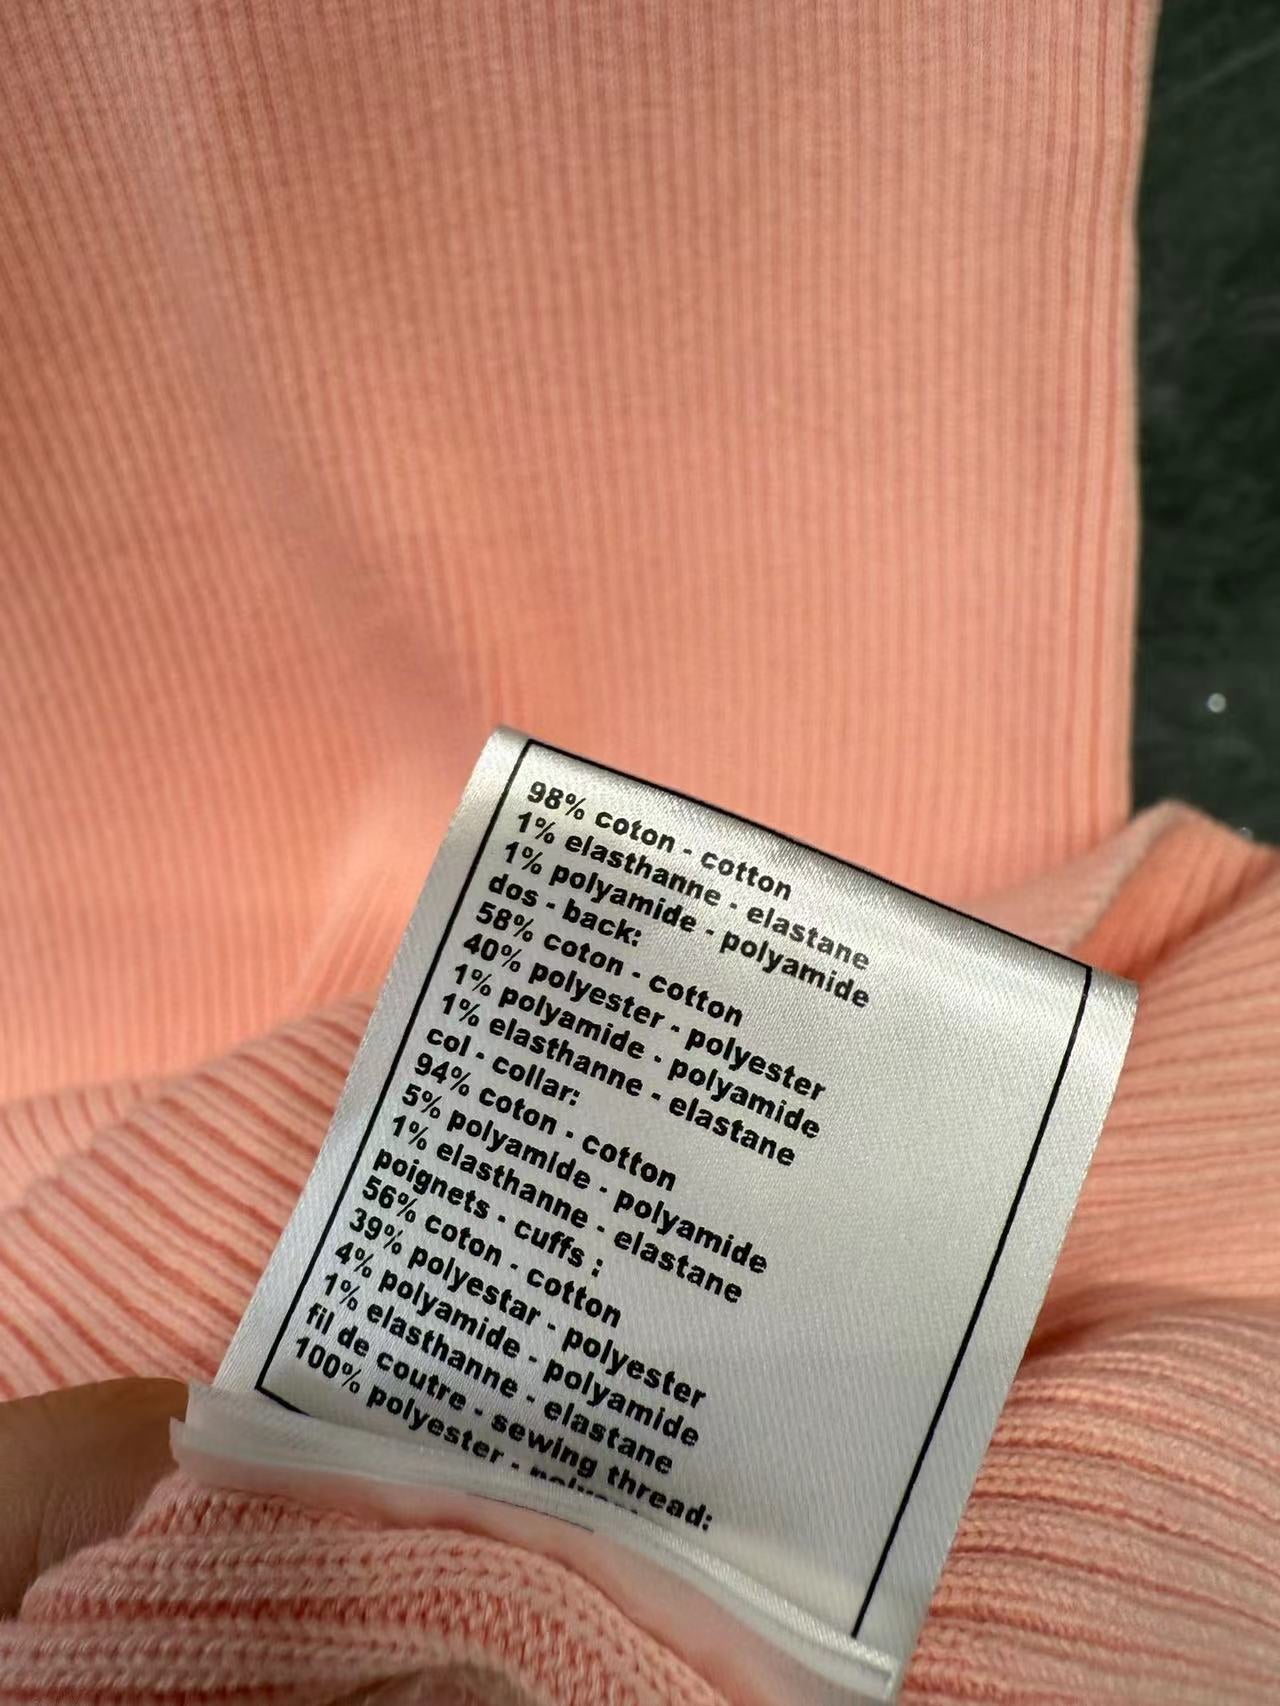 98% coton - cotton
1% elasthanne - elastane
1% polyamide - polyamide
dos - back:
58% coton - cotton
40% polyester - polyester
1% polyamide - polyamide
1% elasthanne - elastane
col - collar:
94% coton - cotton
5% polyamide - polyamide
1% elasthanne - elastane
poignets - cuffs :
56% coton - cotton
39% polyestar - polyester
4% polyamide - polyamide
1% elasthanne - elastane
fil de coutre - sewing thread:
100% polyester -